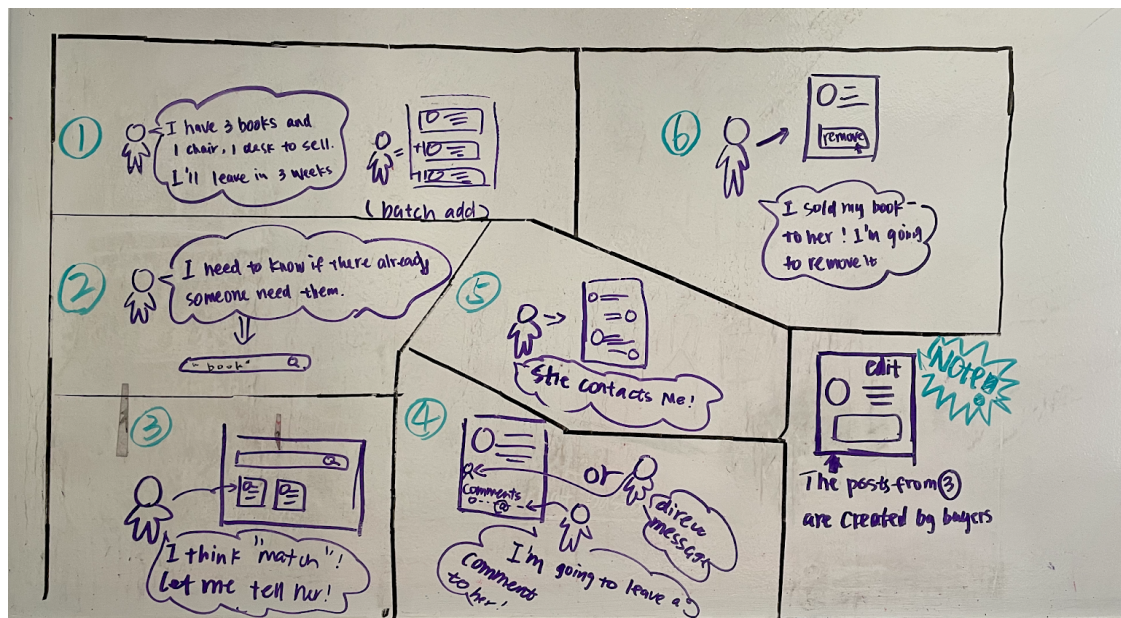 1
I have 3 books and
1 chair, 1 desk to sell.
I'll leave in 3 weeks
(batch add)
2
I need to know if there already
someone need them.
"book"
3
I think "match"!
Let me tell her!
4
comments
or
direct
message
I'm going to leave a
comment
to her!
5
She contacts me!
6
remove
I sold my book
to her! I'm going
to remove it
NOTE
edit
The posts from ③
are created by buyers